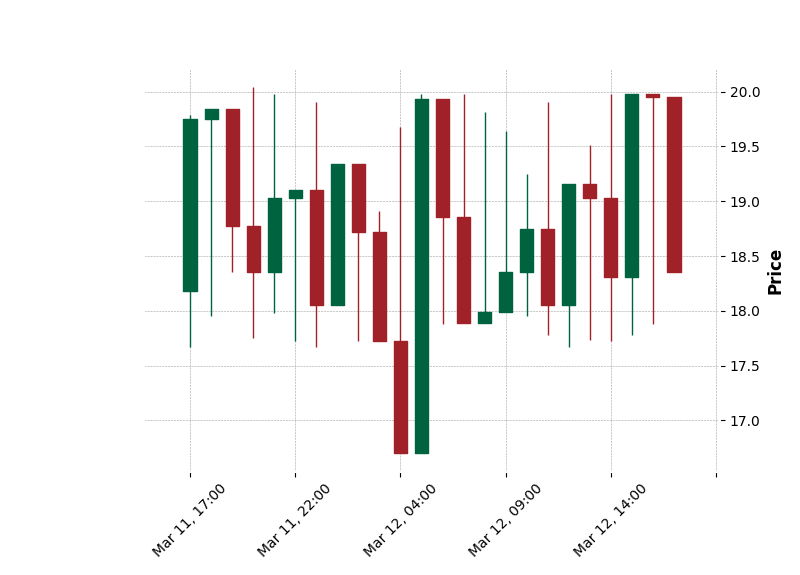 20.0
19.5
19.0
18.5
18.0
17.5
17.0
Price
Mar 11, 17:00
Mar 11, 22:00
Mar 12, 04:00
Mar 12, 09:00
Mar 12, 14:00